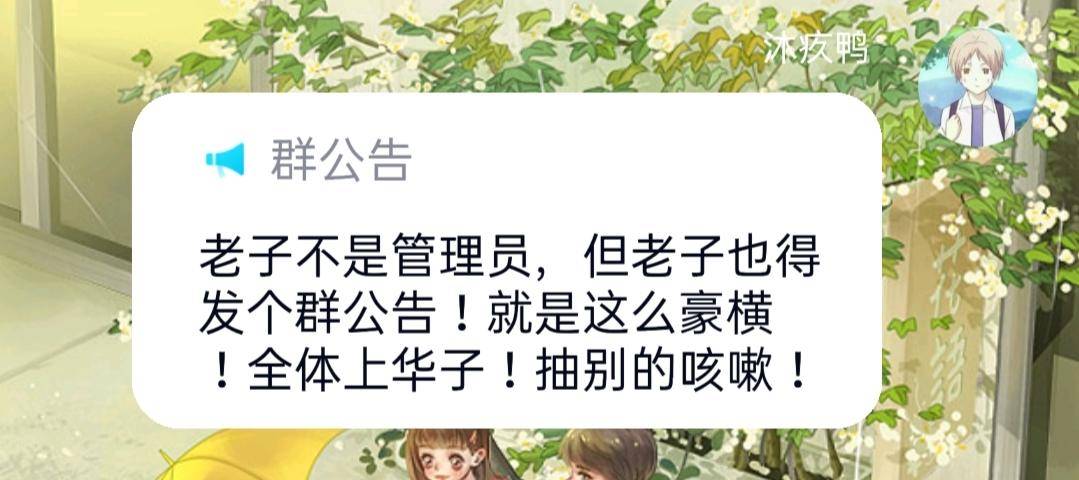 沐疚鸭
群公告
老子不是管理员，但老子也得
发个群公告！就是这么豪横
！全体上华子！抽别的咳嗽！